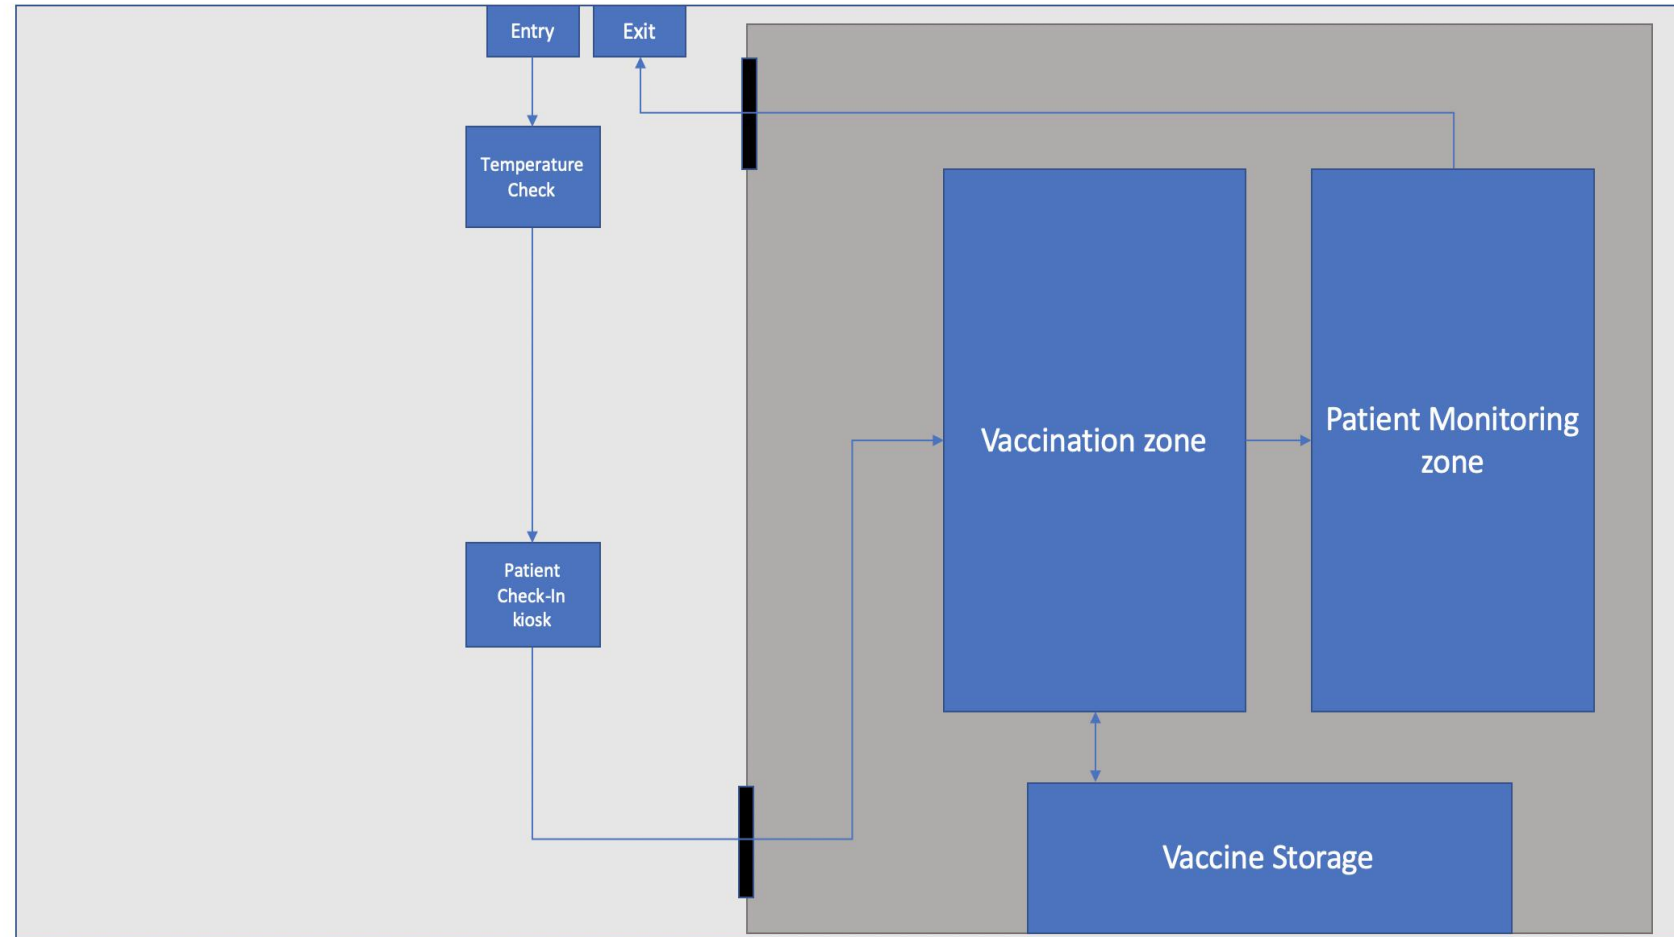 Entry
Exit
Temperature
Check
Patient
Check-In
kiosk
Vaccination zone
Patient Monitoring
zone
Vaccine Storage